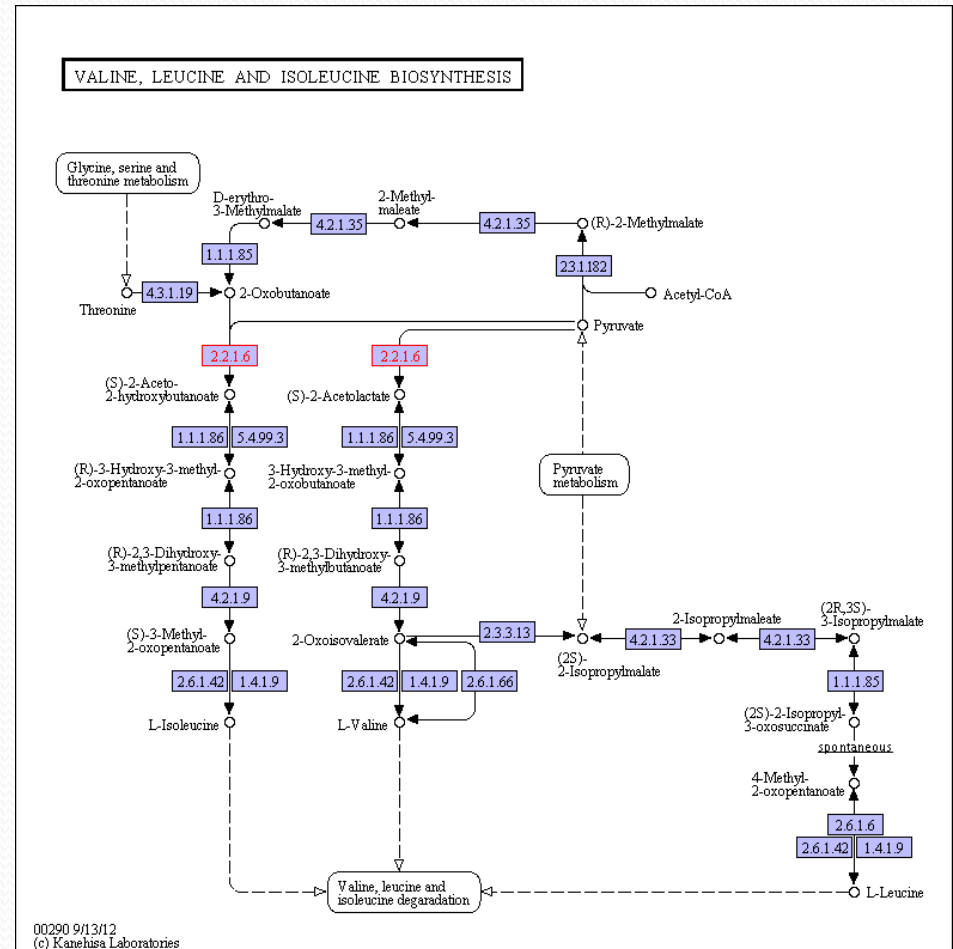 VALINE, LEUCINE AND ISOLEUCINE BIOSYNTHESIS
Glycine, serine and
threonine metabolism
D-erythro-
3-Methylmalate
2-Methyl-
maleate
4.2.1.35
4.2.1.35
(R)-2-Methylmalate
1.1.1.85
2.3.1.182
4.3.1.19
2-Oxobutanoate
Acetyl-CoA
Threonine
Pyruvate
2.2.1.6
2.2.1.6
(S)-2-Aceto-
2-hydroxybutanoate
(S)-2-Acetolactate
1.1.1.86
5.4.99.3
1.1.1.86
5.4.99.3
(R)-3-Hydroxy-3-methyl-
2-oxopentanoate
3-Hydroxy-3-methyl-
2-oxobutanoate
Pyruvate
metabolism
1.1.1.86
1.1.1.86
(R)-2,3-Dihydroxy-
3-methylpentanoate
(R)-2,3-Dihydroxy-
3-methylbutanoate
4.2.1.9
4.2.1.9
(S)-3-Methyl-
2-oxopentanoate
2-Oxoisovalerate
2.3.3.13
(2S)-
2-Isopropylmalate
4.2.1.33
2-Isopropylmaleate
4.2.1.33
(2R,3S)-
3-Isopropylmalate
2.6.1.42
1.4.1.9
2.6.1.42
1.4.1.9
2.6.1.66
1.1.1.85
L-Isoleucine
L-Valine
(2S)-2-Isopropyl-
3-oxosuccinate
spontaneous
4-Methyl-
2-oxopentanoate
2.6.1.6
2.6.1.42
1.4.1.9
Valine, leucine and
isoleucine degaradation
L-Leucine
00290 9/13/12
(c) Kanehisa Laboratories